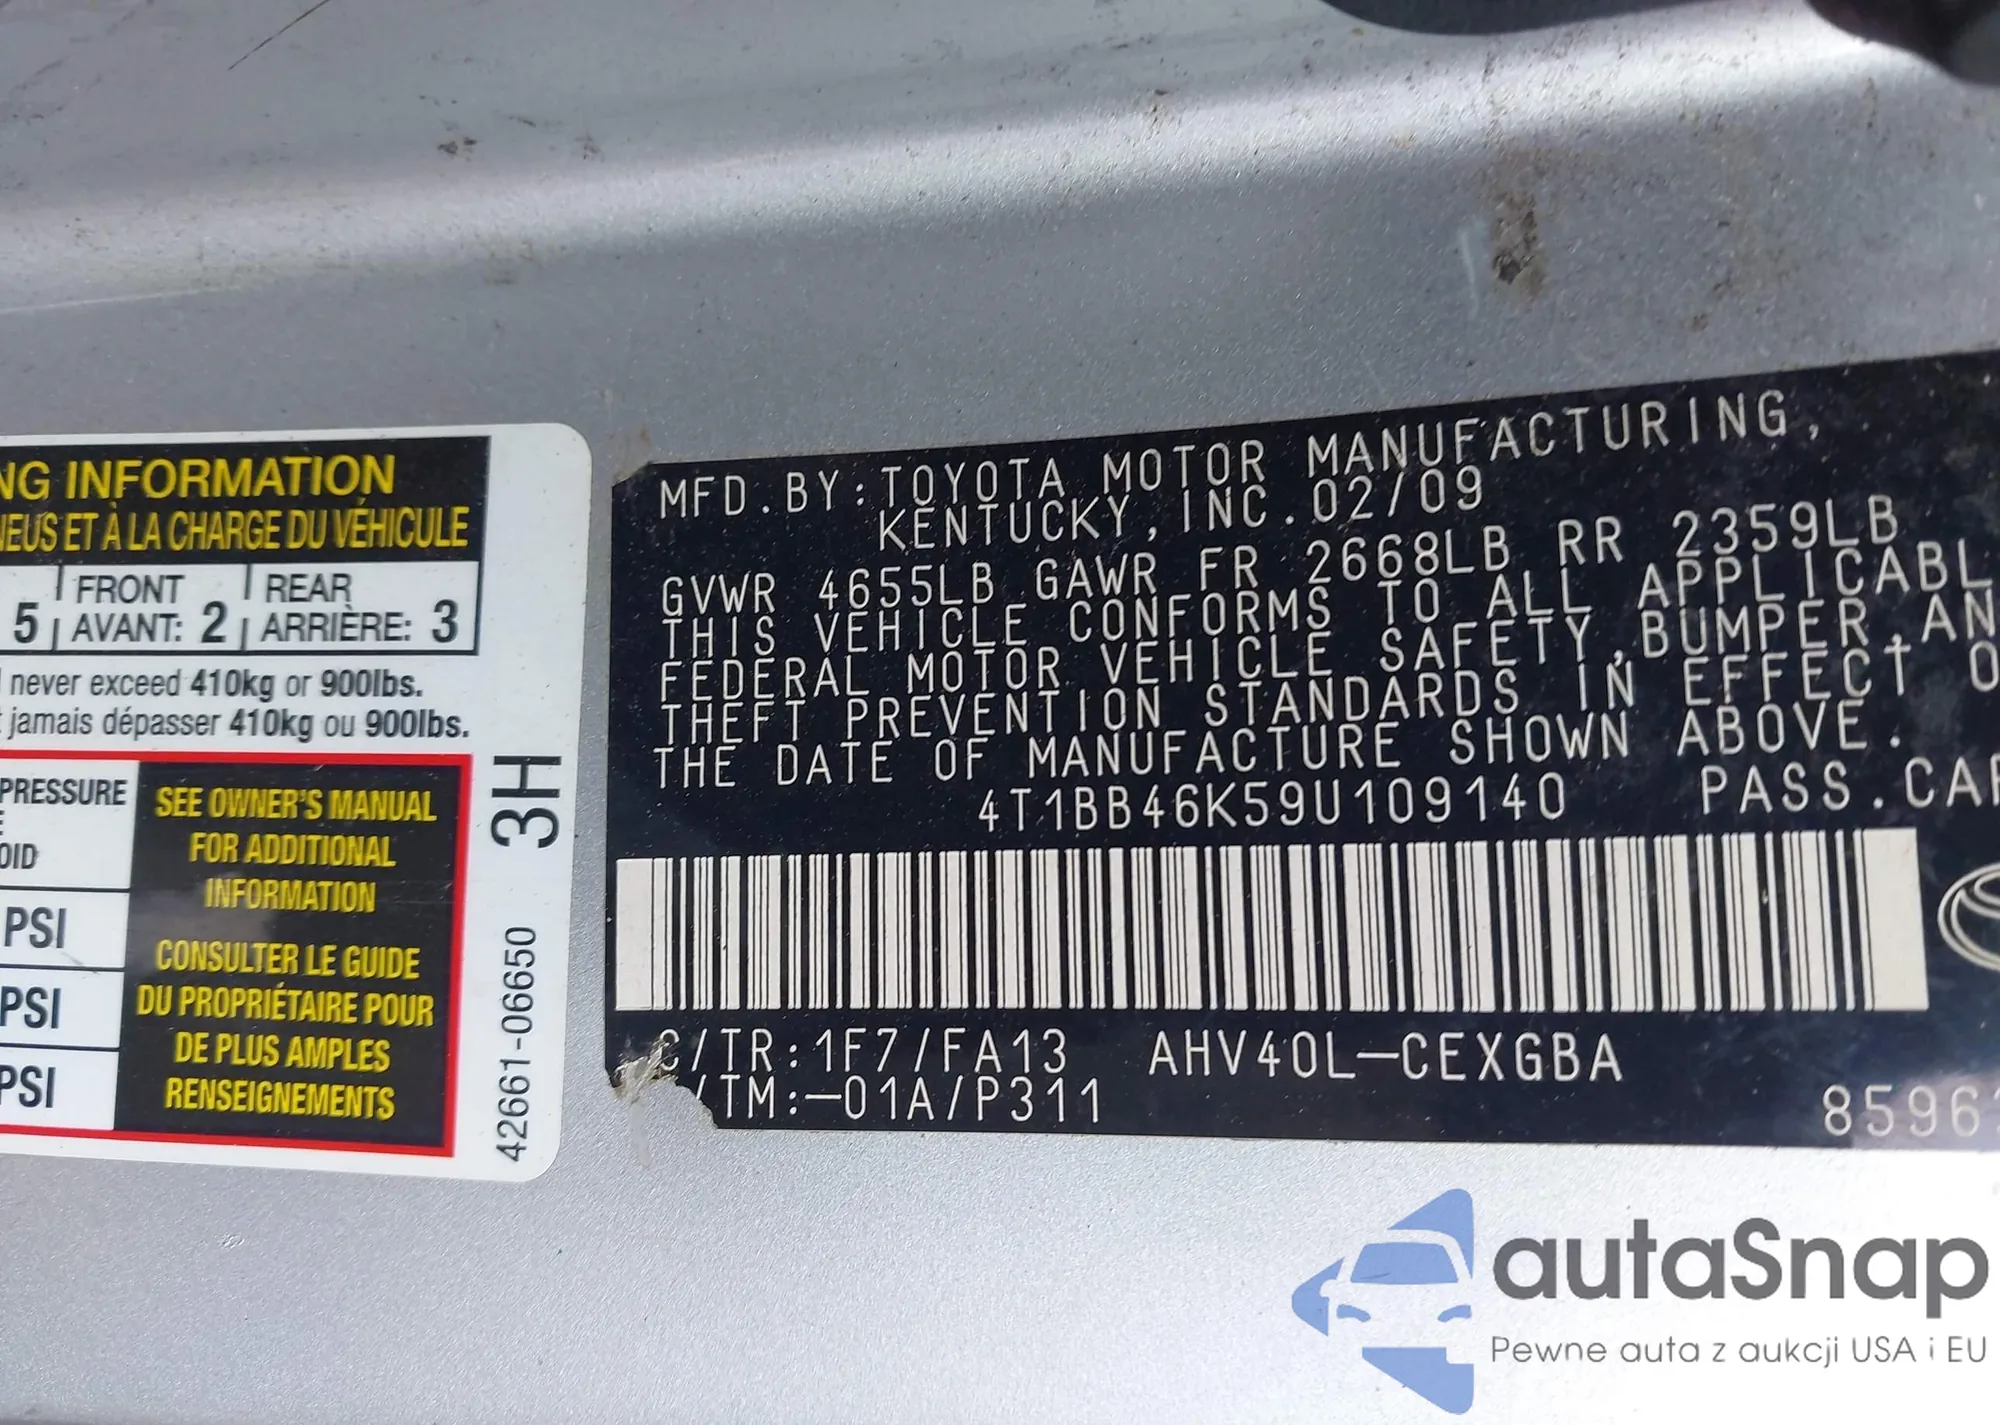 NG INFORMATION
NEUS ET À LA CHARGE DU VÉHICULE
5 FRONT AVANT: 2 REAR ARRIÈRE: 3
never exceed 410kg or 900lbs.
jamais dépasser 410kg ou 900lbs.
PRESSURE
OID
PSI
PSI
PSI
SEE OWNER'S MANUAL
FOR ADDITIONAL
INFORMATION
CONSULTER LE GUIDE
DU PROPRIÉTAIRE POUR
DE PLUS AMPLES
RENSEIGNEMENTS
3H
42661-06650
MFD.BY:TOYOTA MOTOR MANUFACTURING,
KENTUCKY,INC.02/09
GVWR 4655LB GAWR FR 2668LB RR 2359LB
THIS VEHICLE CONFORMS TO ALL APPLICABL
FEDERAL MOTOR VEHICLE SAFETY,BUMPER,AN
THEFT PREVENTION STANDARDS IN EFFECT O
THE DATE OF MANUFACTURE SHOWN ABOVE.
4T1BB46K59U109140 PASS.CAR
C/TR:1F7/FA13 AHV40L-CEXGBA
/TM:-01A/P311
8596
autaSnap
Pewne auta z aukcji USA i EU